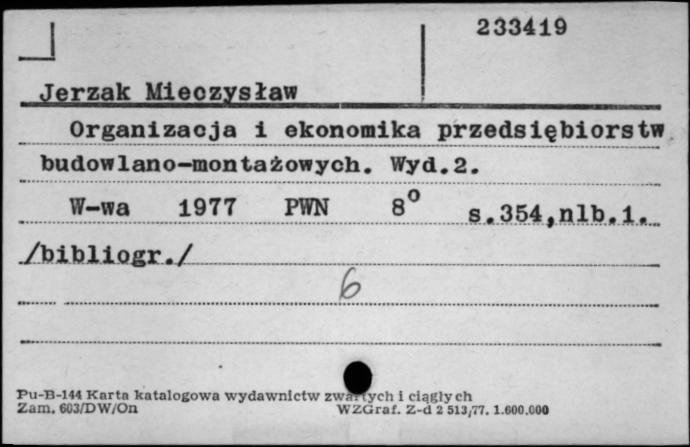 233419
Jerzak Mieczysław
Organizacja i ekonomika przedsiębiorstw
budowlano-montażowych. Wyd.2.
W-wa 1977 PWN 8° s.354,nlb.1.
/bibliogr./
6
Pu-B-144 Karta katalogowa wydawnictw zwartych i ciągłych
Zam. 603/DW/On WZGraf. Z-d 2 513,77. 1.600.000